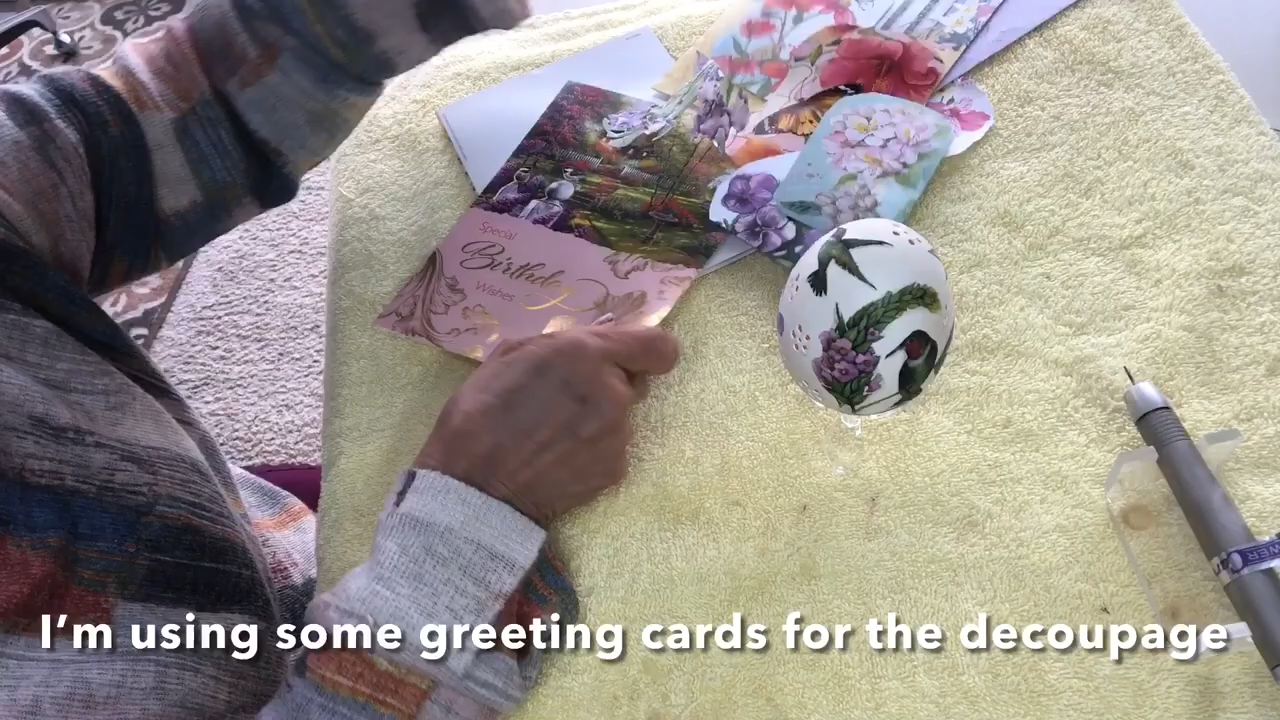 Special
Birthday
Wishes
I'm using some greeting cards for the decoupage